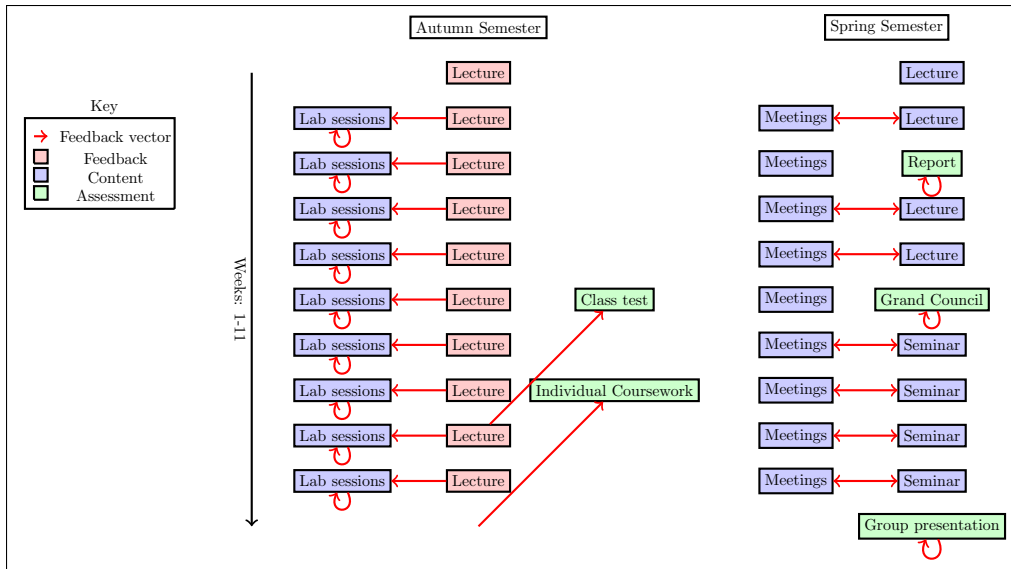 Autumn Semester Spring Semester
Lecture Lecture
Key
Lab sessions Lecture Meetings Lecture
Feedback vector
Feedback
Lab sessions Lecture Meetings Report
Content
Assessment
Lab sessions Lecture Meetings Lecture
Lab sessions Lecture Meetings Lecture
Weeks: 1-11
Lab sessions Lecture Class test Meetings Grand Council
Lab sessions Lecture Meetings Seminar
Lab sessions Lecture Individual Coursework Meetings Seminar
Lab sessions Lecture Meetings Seminar
Lab sessions Lecture Meetings Seminar
Group presentation